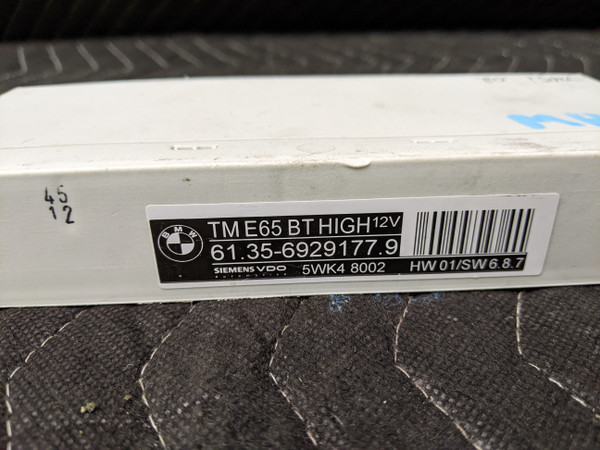 45
12
BMW
TM E65 BT HIGH 12V
61.35-6929177.9
SIEMENS VDO 5WK4 8002
Automotive
HW 01/SW 6.8.7